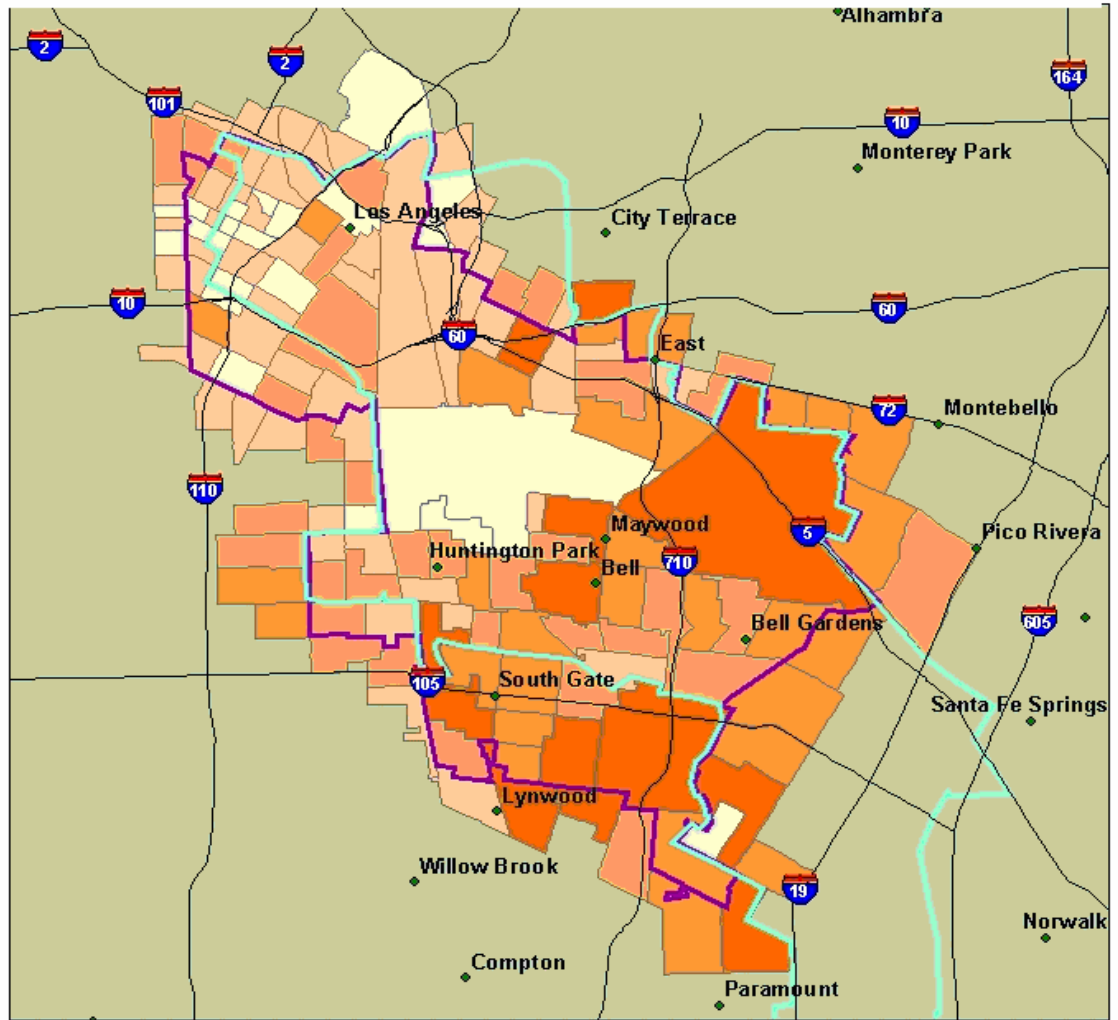 Alhambra
2
2
164
101
10
Monterey Park
Los Angeles
City Terrace
10
60
60
East
72
Montebello
110
Maywood
5
Pico Rivera
Huntington Park
710
Bell
605
Bell Gardens
105
South Gate
Santa Fe Springs
Lynwood
Willow Brook
19
Norwalk
Compton
Paramount